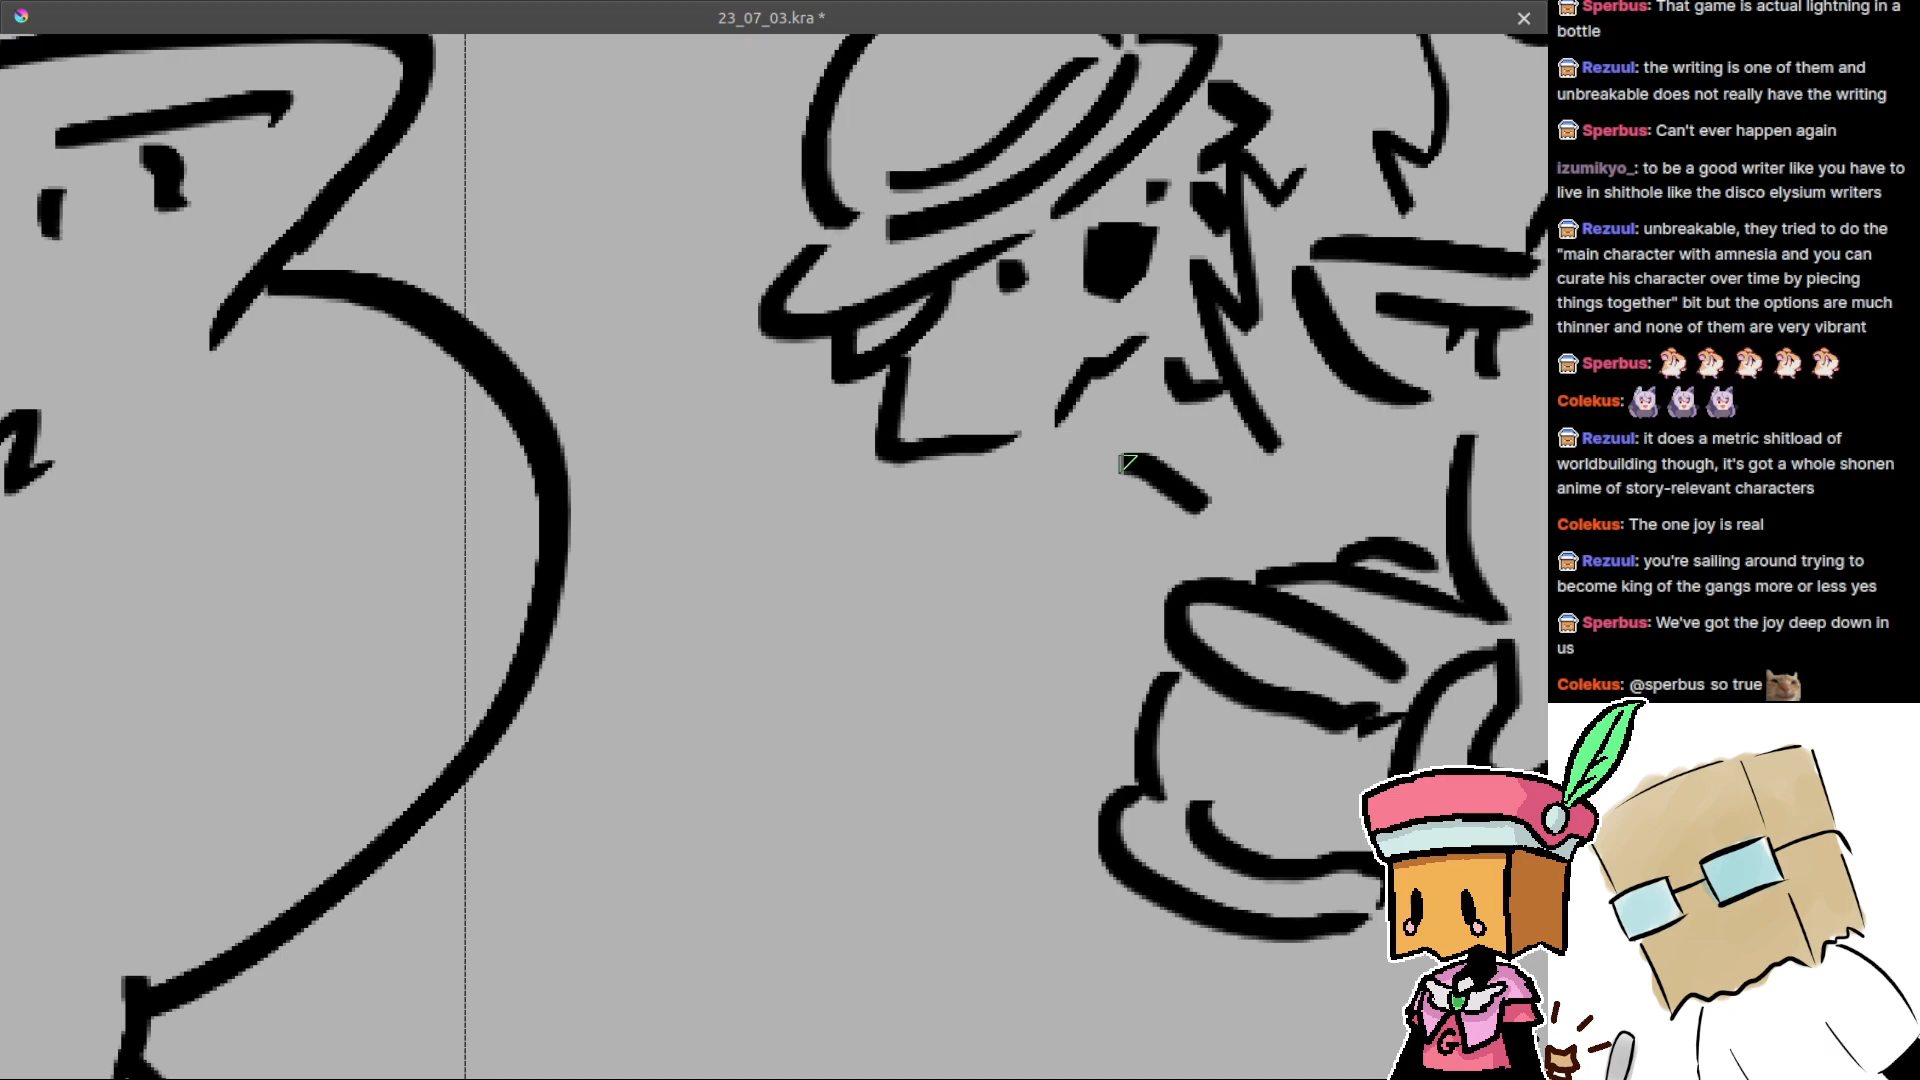 23_07_03.kra *
Sperbus: That game is actual lightning in a
bottle
Rezuul: the writing is one of them and
unbreakable does not really have the writing
Sperbus: Can't ever happen again
izumikyo_: to be a good writer like you have to
live in shithole like the disco elysium writers
Rezuul: unbreakable, they tried to do the
"main character with amnesia and you can
curate his character over time by piecing
things together" bit but the options are much
thinner and none of them are very vibrant
Sperbus:
Colekus:
Rezuul: it does a metric shitload of
worldbuilding though, it's got a whole shonen
anime of story-relevant characters
Colekus: The one joy is real
Rezuul: you're sailing around trying to
become king of the gangs more or less yes
Sperbus: We've got the joy deep down in
us
Colekus: @sperbus so true
G